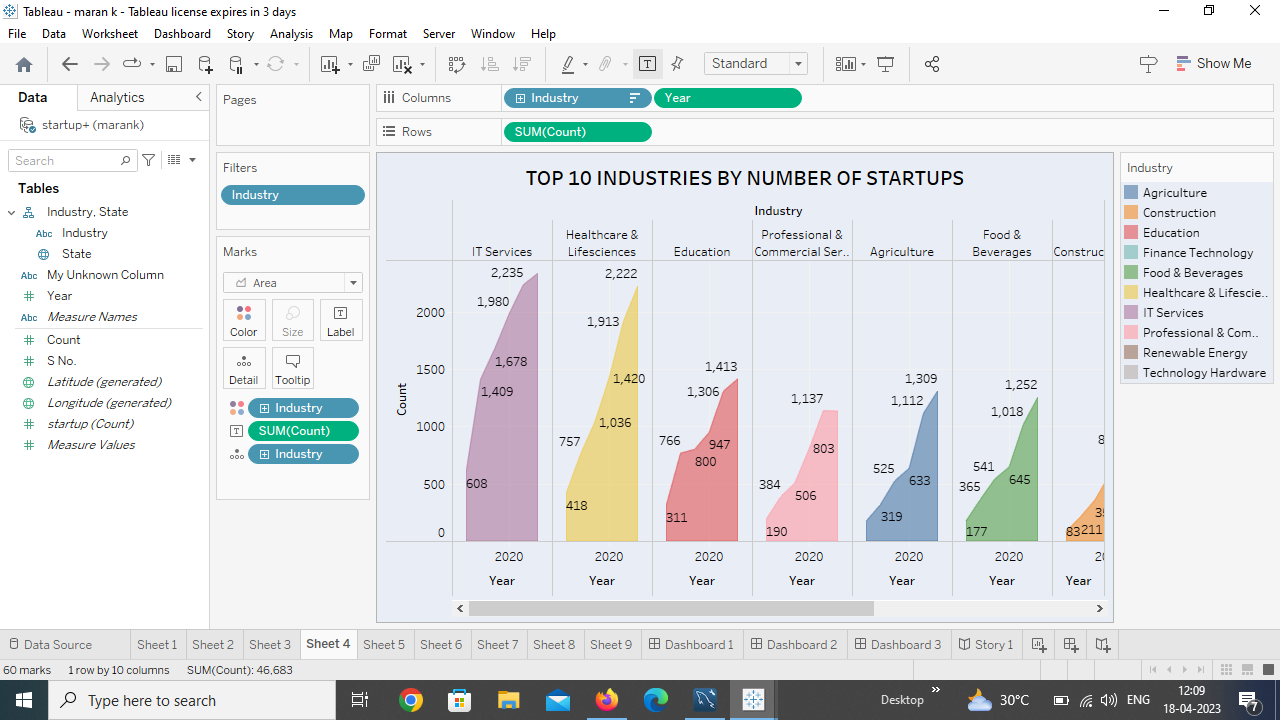 Tableau - maran k - Tableau license expires in 3 days
File Data Worksheet Dashboard Story Analysis Map Format Server Window Help
Standard
Show Me
Data Analytics
startup+ (marank)
Search
Tables
Industry, State
Abc Industry
State
Abc My Unknown Column
Year
Abc Measure Names
Count
S No.
Latitude (generated)
Longitude (generated)
startup (Count)
Measure Values
Pages
Filters
Industry
Marks
Area
Color Size Label
Detail Tooltip
Industry
SUM(Count)
Industry
Columns Industry Year
Rows SUM(Count)
TOP 10 INDUSTRIES BY NUMBER OF STARTUPS
Industry
IT Services
Healthcare &
Lifesciences
Education
Professional &
Commercial Ser..
Agriculture
Food &
Beverages
Construc
Count
2000
1500
1000
500
0
2,235
1,980
1,678
1,409
608
2,222
1,913
1,420
1,036
757
418
1,413
1,306
947
800
766
311
1,137
803
506
384
190
1,309
1,112
633
525
319
1,252
1,018
645
541
365
177
8
35
211
83
2020 2020 2020 2020 2020 2020 20
Year Year Year Year Year Year Year
Industry
Agriculture
Construction
Education
Finance Technology
Food & Beverages
Healthcare & Lifescie..
IT Services
Professional & Com..
Renewable Energy
Technology Hardware
Data Source Sheet 1 Sheet 2 Sheet 3 Sheet 4 Sheet 5 Sheet 6 Sheet 7 Sheet 8 Sheet 9 Dashboard 1 Dashboard 2 Dashboard 3 Story 1
60 marks 1 row by 10 columns SUM(Count): 46,683
Type here to search
Desktop
30°C
ENG
12:09
18-04-2023
7